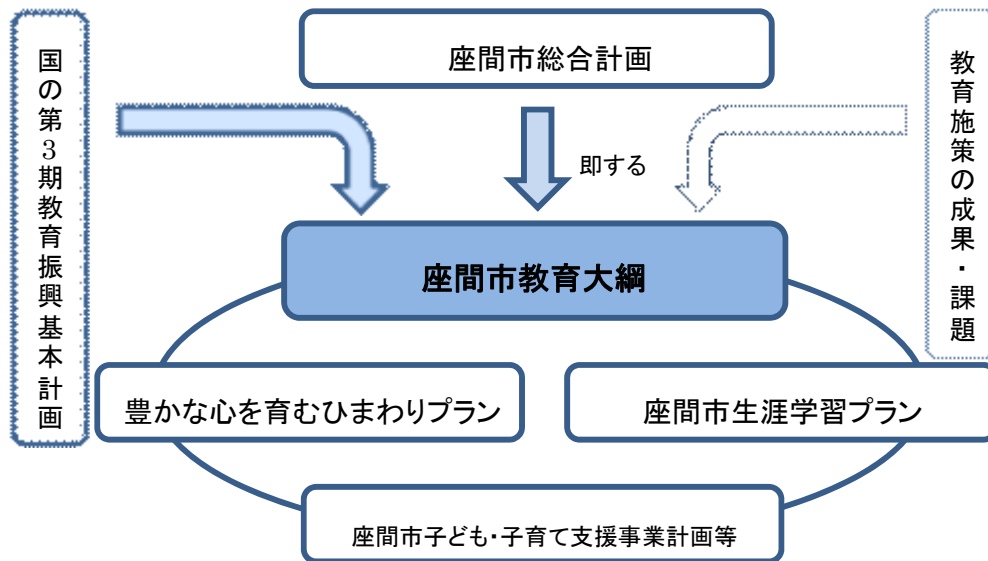 座間市総合計画
国の第3期教育振興基本計画
教育施策の成果・課題
即する
座間市教育大綱
豊かな心を育むひまわりプラン
座間市生涯学習プラン
座間市子ども・子育て支援事業計画等